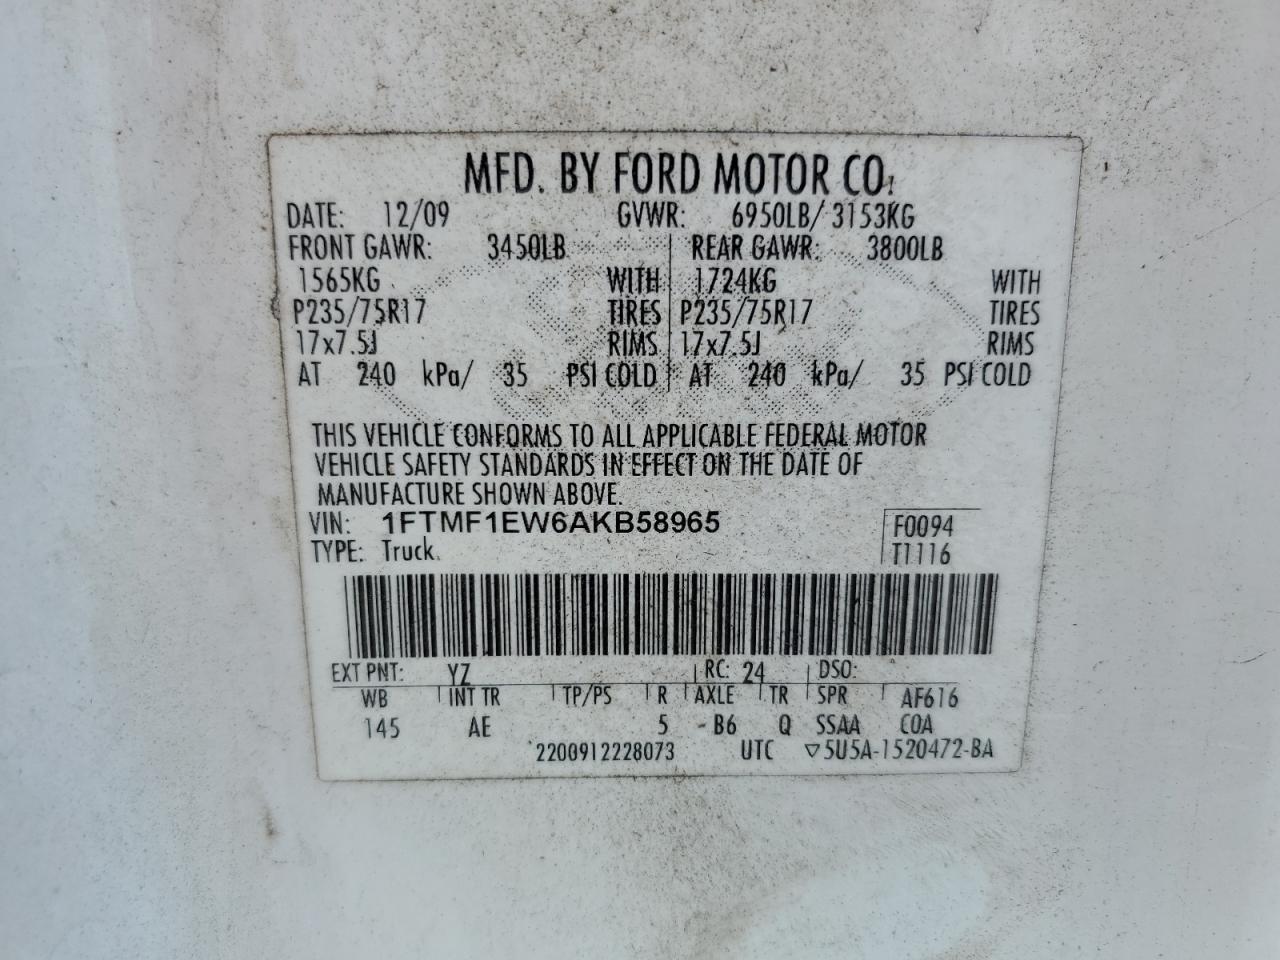 MFD. BY FORD MOTOR CO.
DATE: 12/09 GVWR: 6950LB/ 3153KG
FRONT GAWR: 3450LB REAR GAWR: 3800LB
1565KG WITH 1724KG WITH
P235/75R17 TIRES P235/75R17 TIRES
17x7.5J RIMS 17x7.5J RIMS
AT 240 kPa/ 35 PSI COLD AT 240 kPa/ 35 PSI COLD
THIS VEHICLE CONFORMS TO ALL APPLICABLE FEDERAL MOTOR
VEHICLE SAFETY STANDARDS IN EFFECT ON THE DATE OF
MANUFACTURE SHOWN ABOVE.
VIN: 1FTMF1EW6AKB58965 F0094
TYPE: Truck T1116
EXT PNT: YZ RC: 24 DSO:
WB INT TR TP/PS R AXLE TR SPR AF616
145 AE 5 B6 Q SSAA COA
2200912228073 UTC ▽5U5A-1520472-BA